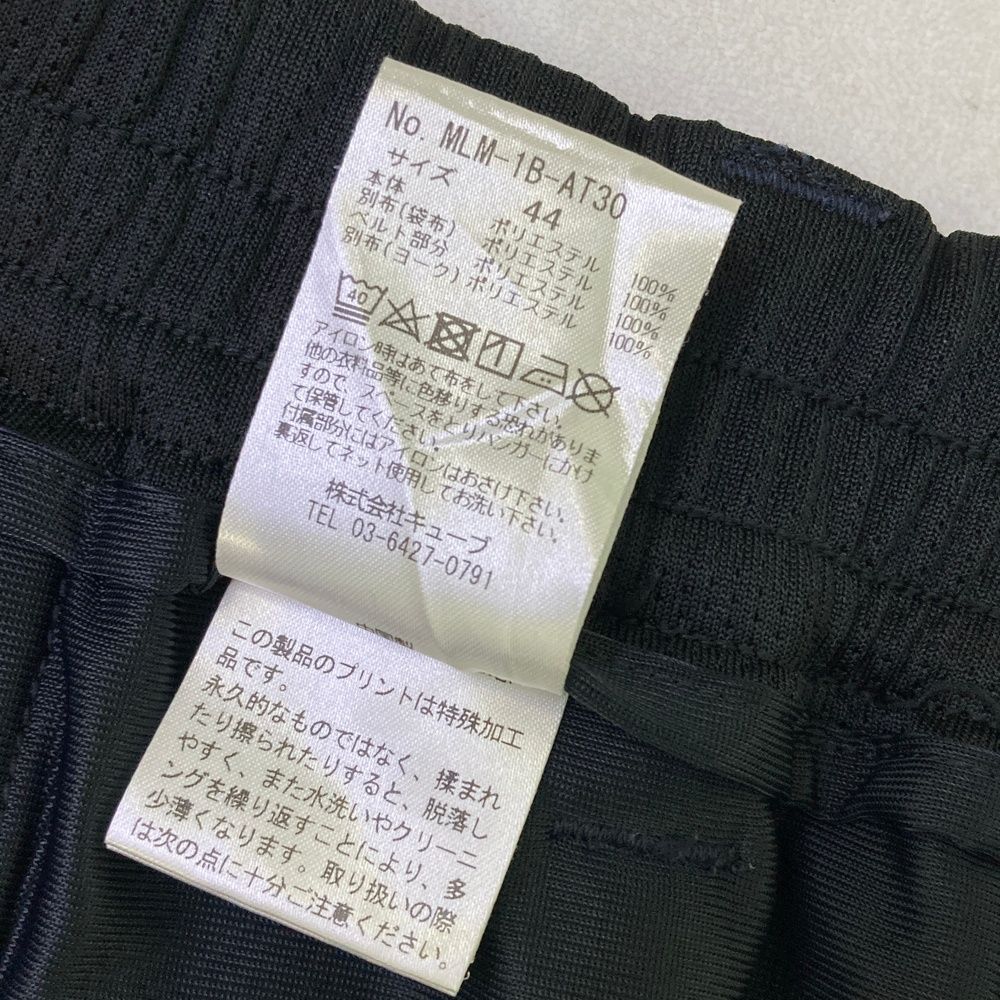 No. MLM-1B-AT30
サイズ 44
本体 ポリエステル 100%
別布(袋布) ポリエステル 100%
ベルト部分 ポリエステル 100%
別布(ヨーク) ポリエステル 100%
40
アイロン時はあて布をして下さい。
他の衣料品等に色移りする恐れがありま
すので、スペースをとりハンガーにかけ
て保管してください。
付属部分にはアイロンはおさけ下さい。
裏返してネット使用してお洗い下さい。
株式会社キューブ
TEL 03-6427-0791
この製品のプリントは特殊加工
品です。
永久的なものではなく、揉まれ
たり擦られたりすると、脱落し
やすく、また水洗いやクリーニ
ングを繰り返すことにより、多
少薄くなります。取り扱いの際
は次の点に十分ご注意ください。